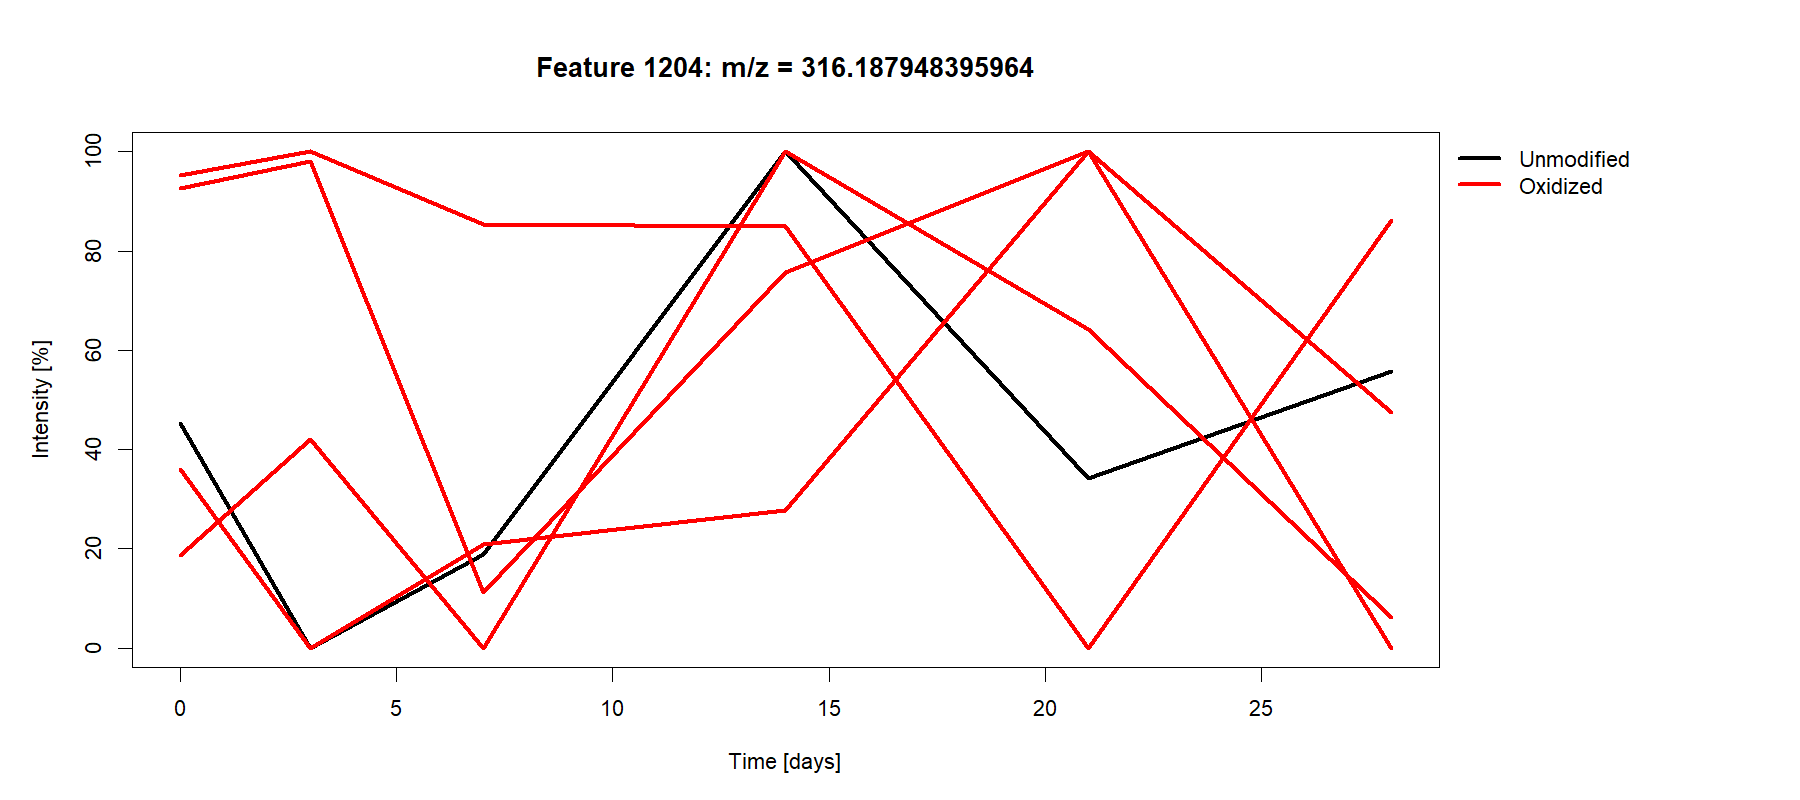 Feature 1204: m/z = 316.187948395964
Unmodified
Oxidized
Intensity [%]
100
80
60
40
20
0
0 5 10 15 20 25
Time [days]